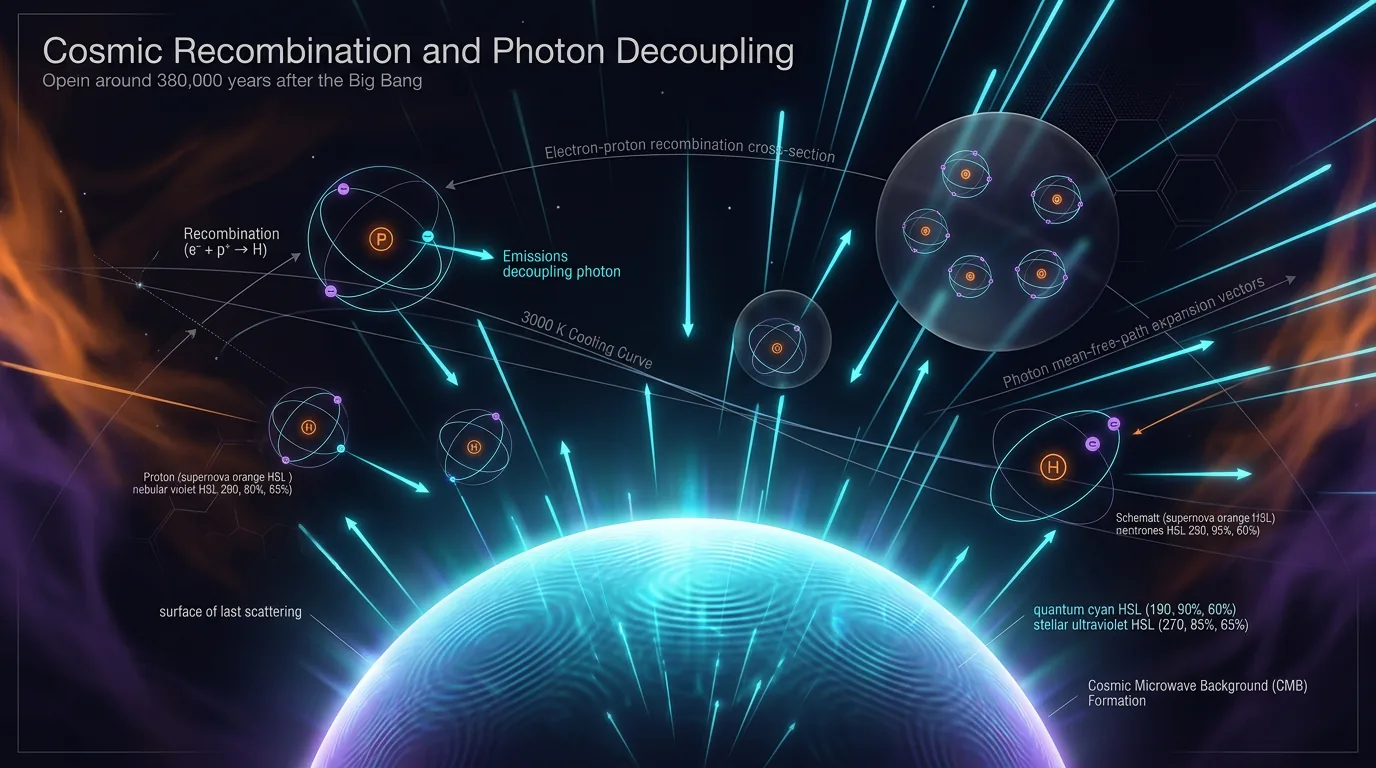 Cosmic Recombination and Photon Decoupling
Opein around 380,000 years after the Big Bang
Electron-proton recombination cross-section
Recombination
(e⁻ + p⁺ → H)
P
Emissions
decoupling photon
3000 K Cooting Curve
Photon mean-free-path expansion vectors
H
H
H
Proton (supernova orange HSL )
nebular violet HSL 290, 80%, 65%)
Schematt (supernova orange HSL)
nentrones HSL 280, 95%, 60%)
surface of last scattering
quantum cyan HSL (190, 90%, 60%)
stellar ultraviolet HSL (270, 85%, 65%)
Cosmic Microwave Background (CMB)
Formation